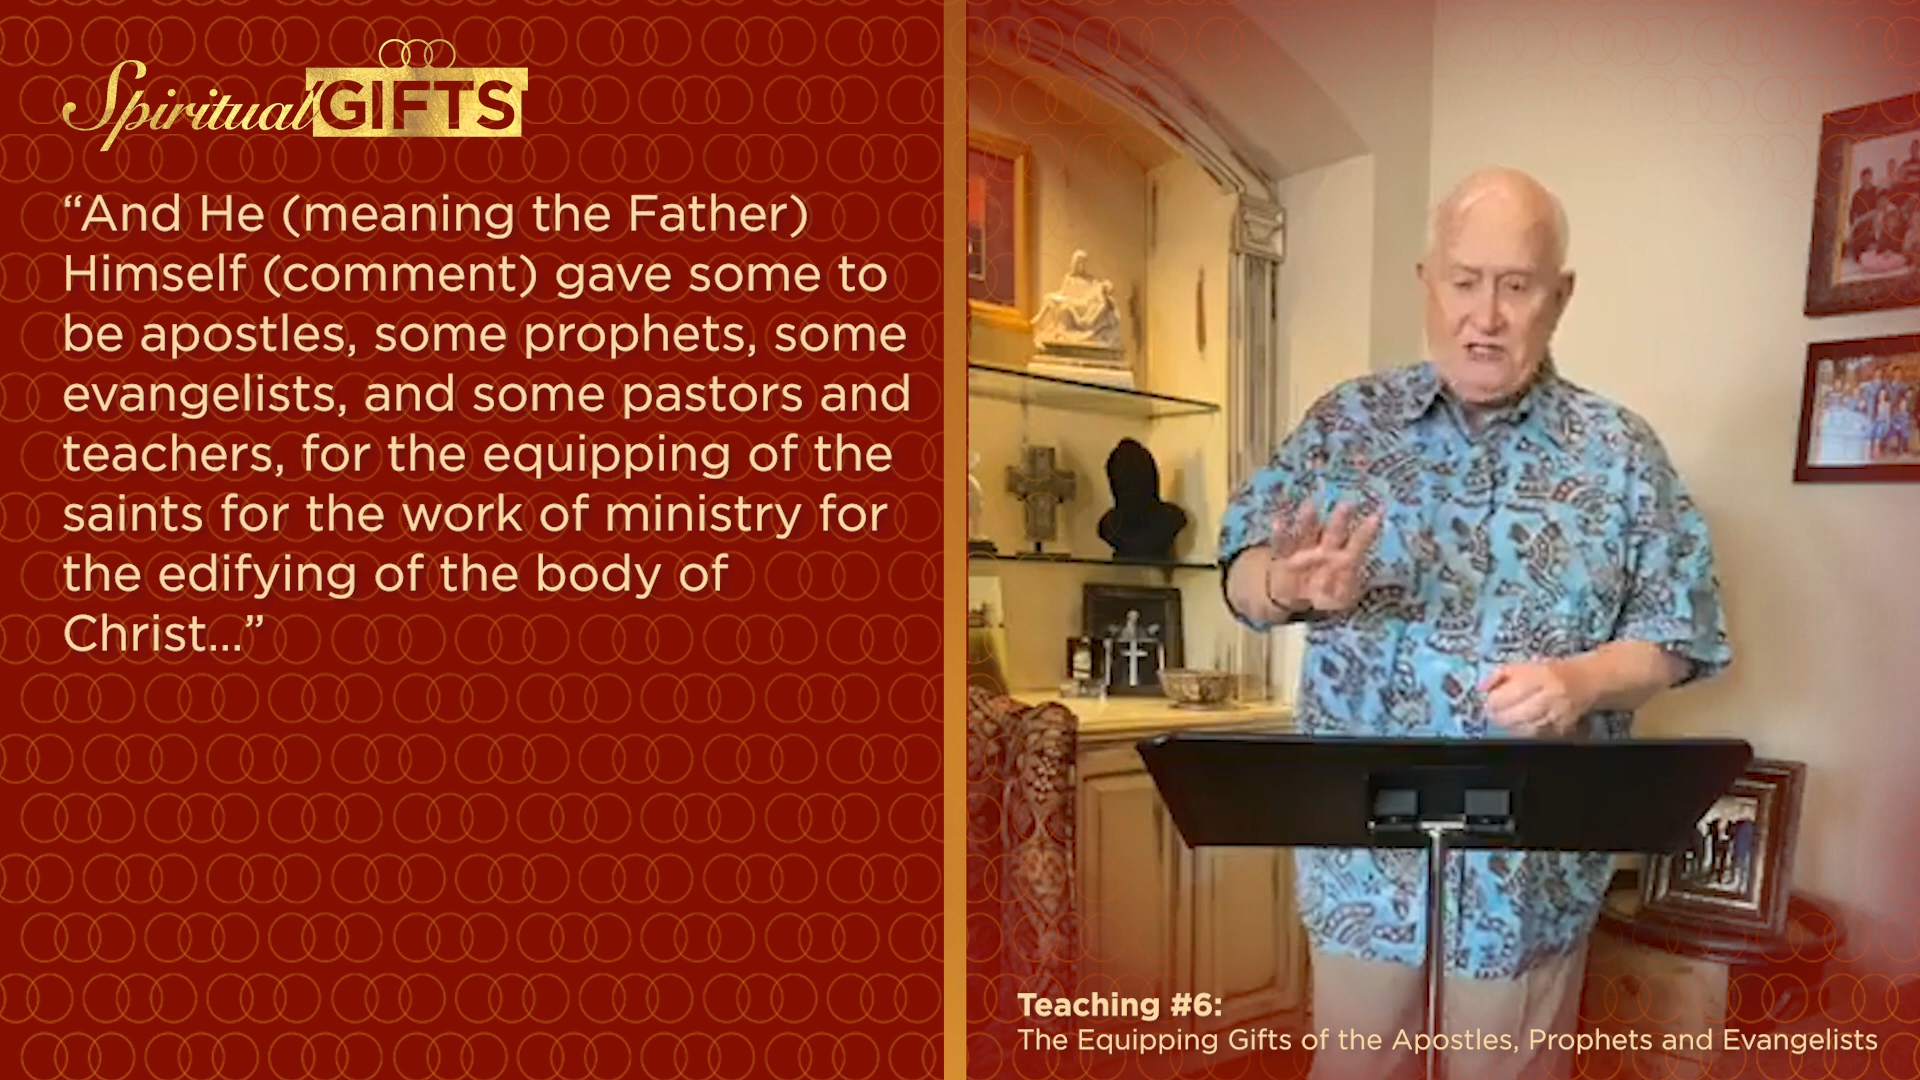 Spiritual GIFTS
“And He (meaning the Father)
Himself (comment) gave some to
be apostles, some prophets, some
evangelists, and some pastors and
teachers, for the equipping of the
saints for the work of ministry for
the edifying of the body of
Christ...”
Teaching #6:
The Equipping Gifts of the Apostles, Prophets and Evangelists